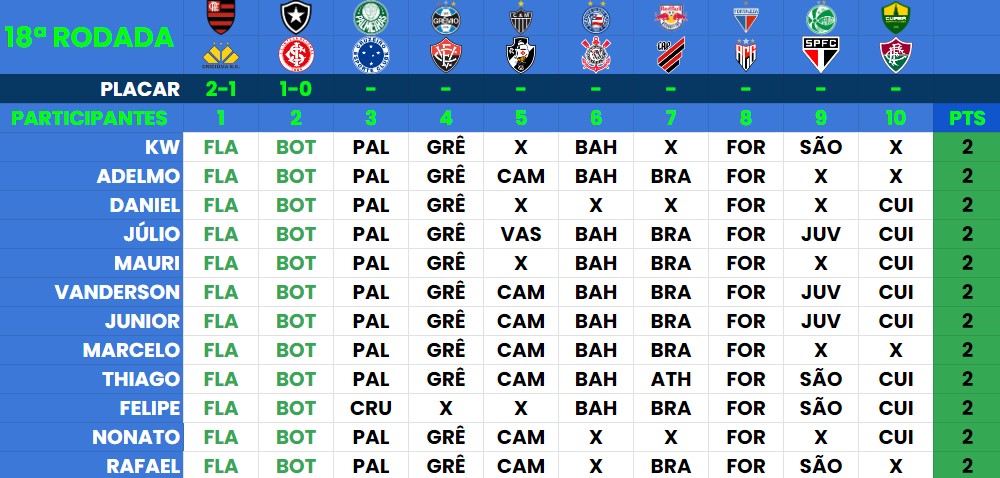 18ª RODADA
PLACAR 2-1 1-0 - - - - - - - -
PARTICIPANTES 1 2 3 4 5 6 7 8 9 10 PTS
KW FLA BOT PAL GRÊ X BAH X FOR SÃO X 2
ADELMO FLA BOT PAL GRÊ CAM BAH BRA FOR X X 2
DANIEL FLA BOT PAL GRÊ X X X FOR X CUI 2
JÚLIO FLA BOT PAL GRÊ VAS BAH BRA FOR JUV CUI 2
MAURI FLA BOT PAL GRÊ X BAH BRA FOR X CUI 2
VANDERSON FLA BOT PAL GRÊ CAM BAH BRA FOR JUV CUI 2
JUNIOR FLA BOT PAL GRÊ CAM BAH BRA FOR JUV CUI 2
MARCELO FLA BOT PAL GRÊ CAM BAH BRA FOR X X 2
THIAGO FLA BOT PAL GRÊ CAM BAH ATH FOR SÃO CUI 2
FELIPE FLA BOT CRU X X BAH BRA FOR SÃO CUI 2
NONATO FLA BOT PAL GRÊ CAM X X FOR X CUI 2
RAFAEL FLA BOT PAL GRÊ CAM X BRA FOR SÃO X 2